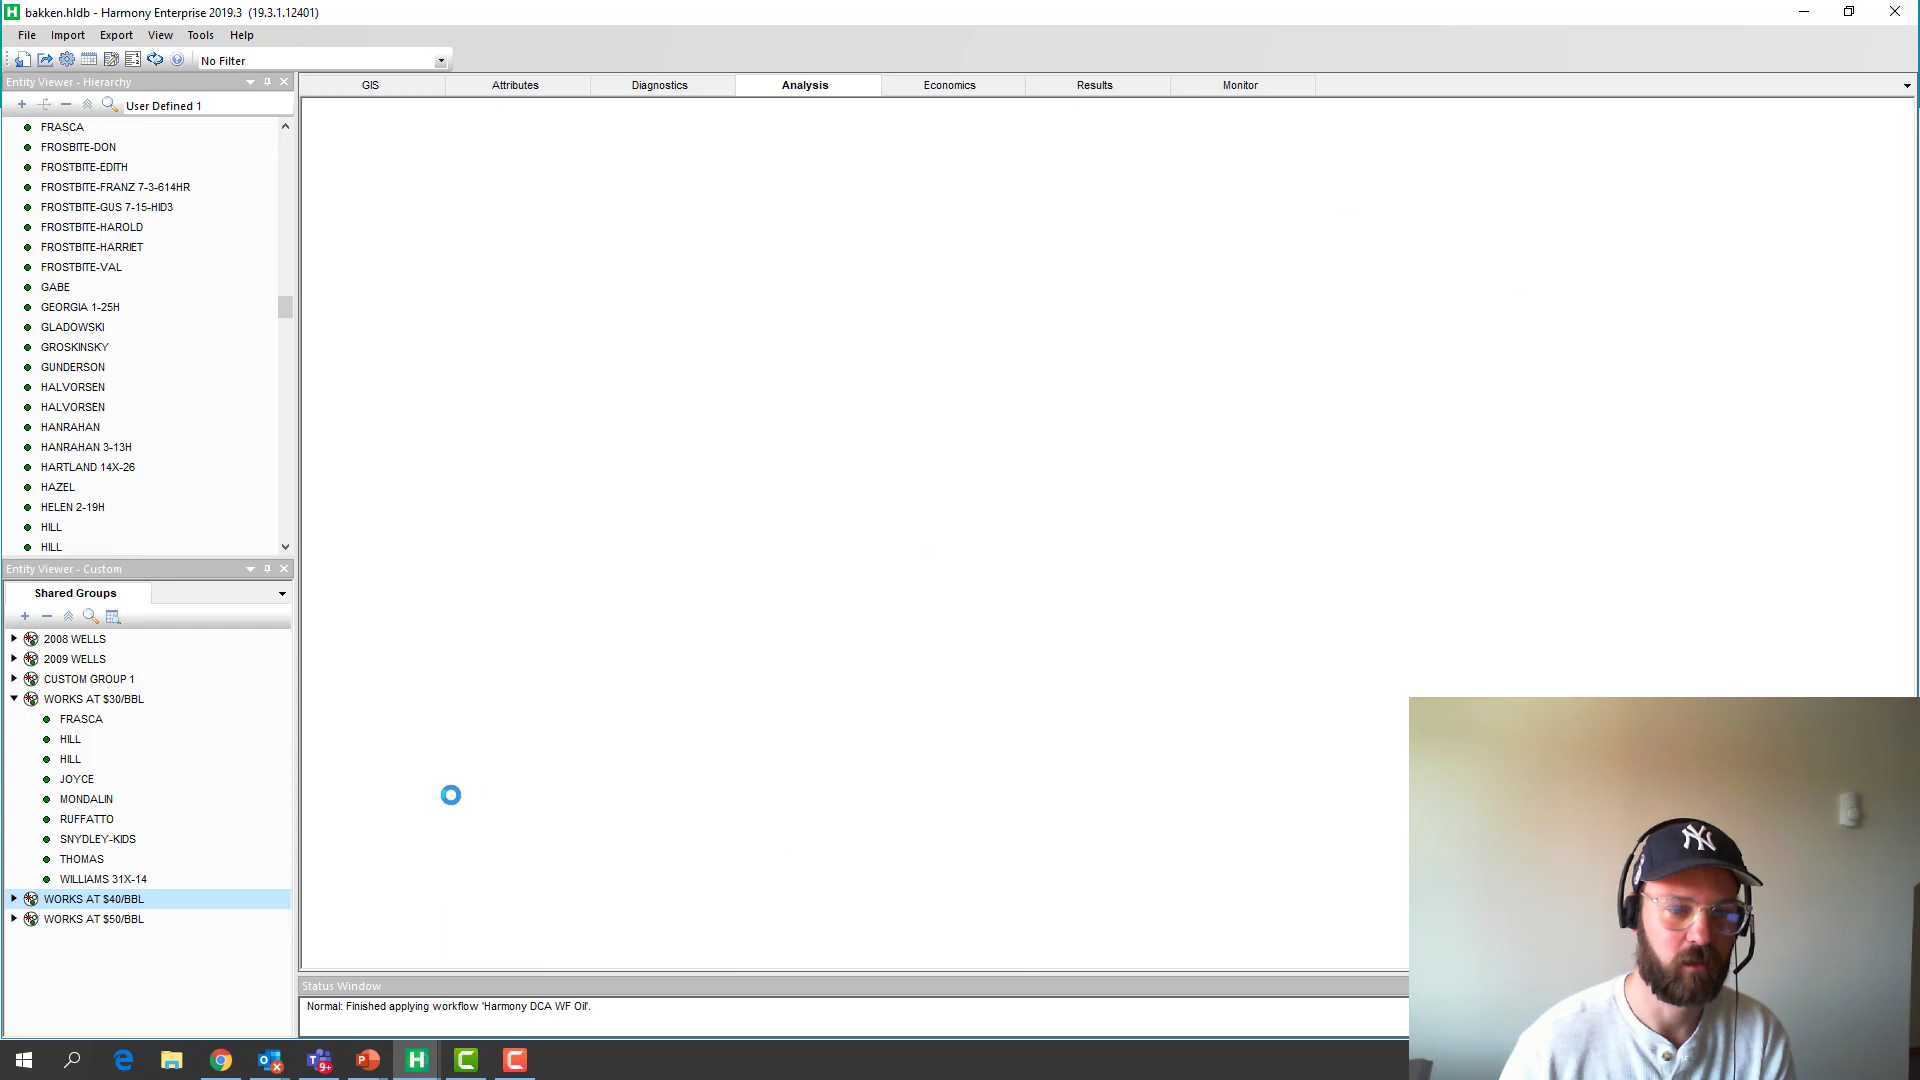 bakken.hldb - Harmony Enterprise 2019.3 (19.3.1.12401)
File Import Export View Tools Help
No Filter
Entity Viewer - Hierarchy
User Defined 1
FRASCA
FROSBITE-DON
FROSTBITE-EDITH
FROSTBITE-FRANZ 7-3-614HR
FROSTBITE-GUS 7-15-HID3
FROSTBITE-HAROLD
FROSTBITE-HARRIET
FROSTBITE-VAL
GABE
GEORGIA 1-25H
GLADOWSKI
GROSKINSKY
GUNDERSON
HALVORSEN
HALVORSEN
HANRAHAN
HANRAHAN 3-13H
HARTLAND 14X-26
HAZEL
HELEN 2-19H
HILL
HILL
Entity Viewer - Custom
Shared Groups
2008 WELLS
2009 WELLS
CUSTOM GROUP 1
WORKS AT $30/BBL
FRASCA
HILL
HILL
JOYCE
MONDALIN
RUFFATTO
SNYDLEY-KIDS
THOMAS
WILLIAMS 31X-14
WORKS AT $40/BBL
WORKS AT $50/BBL
GIS Attributes Diagnostics Analysis Economics Results Monitor
Status Window
Normal: Finished applying workflow 'Harmony DCA WF Oil'.
9+